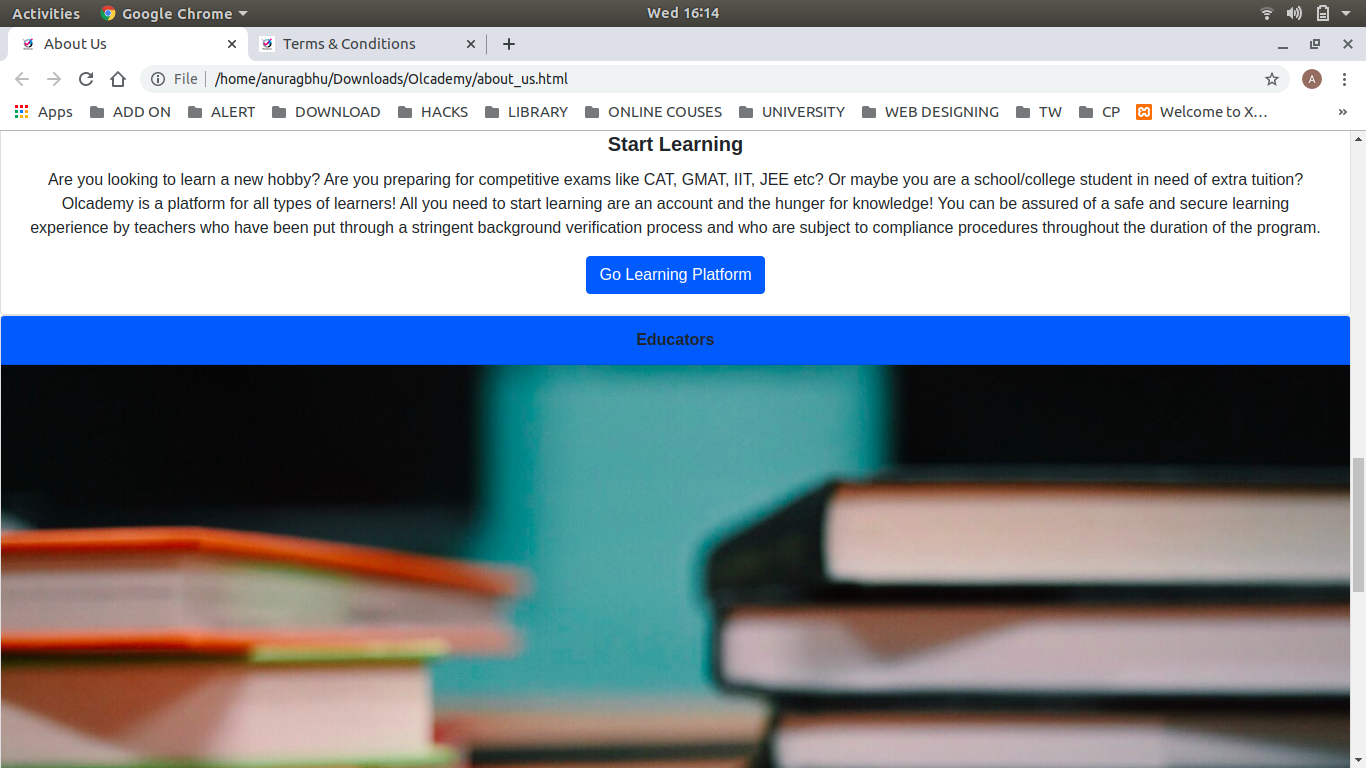 Activities Google Chrome Wed 16:14
About Us Terms & Conditions
File /home/anuragbhu/Downloads/Olcademy/about_us.html A
Apps ADD ON ALERT DOWNLOAD HACKS LIBRARY ONLINE COUSES UNIVERSITY WEB DESIGNING TW CP Welcome to X… »
Start Learning
Are you looking to learn a new hobby? Are you preparing for competitive exams like CAT, GMAT, IIT, JEE etc? Or maybe you are a school/college student in need of extra tuition?
Olcademy is a platform for all types of learners! All you need to start learning are an account and the hunger for knowledge! You can be assured of a safe and secure learning
experience by teachers who have been put through a stringent background verification process and who are subject to compliance procedures throughout the duration of the program.
Go Learning Platform
Educators